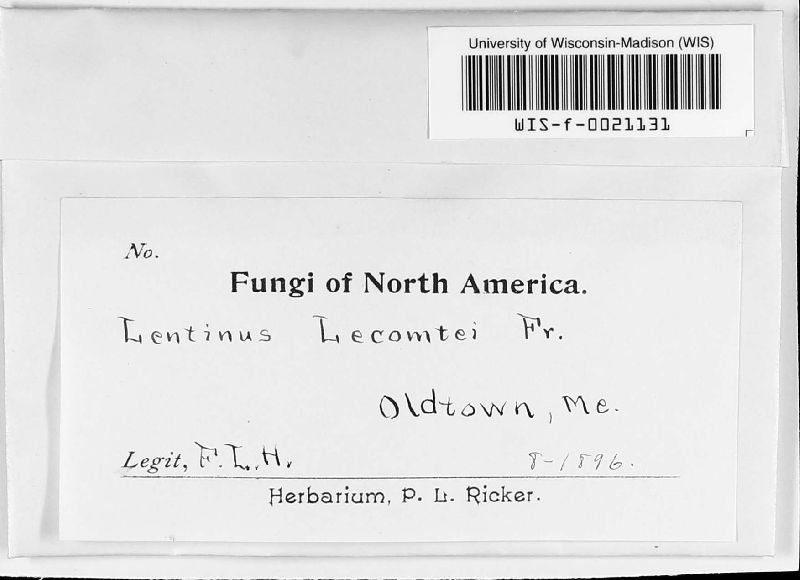 University of Wisconsin-Madison (WIS)
WIS-f-0021131
No.
Fungi of North America.
Lentinus Lecomtei Fr.
Oldtown, Me.
Legit, F. L. H. 8-1896.
Herbarium, P. L. Ricker.